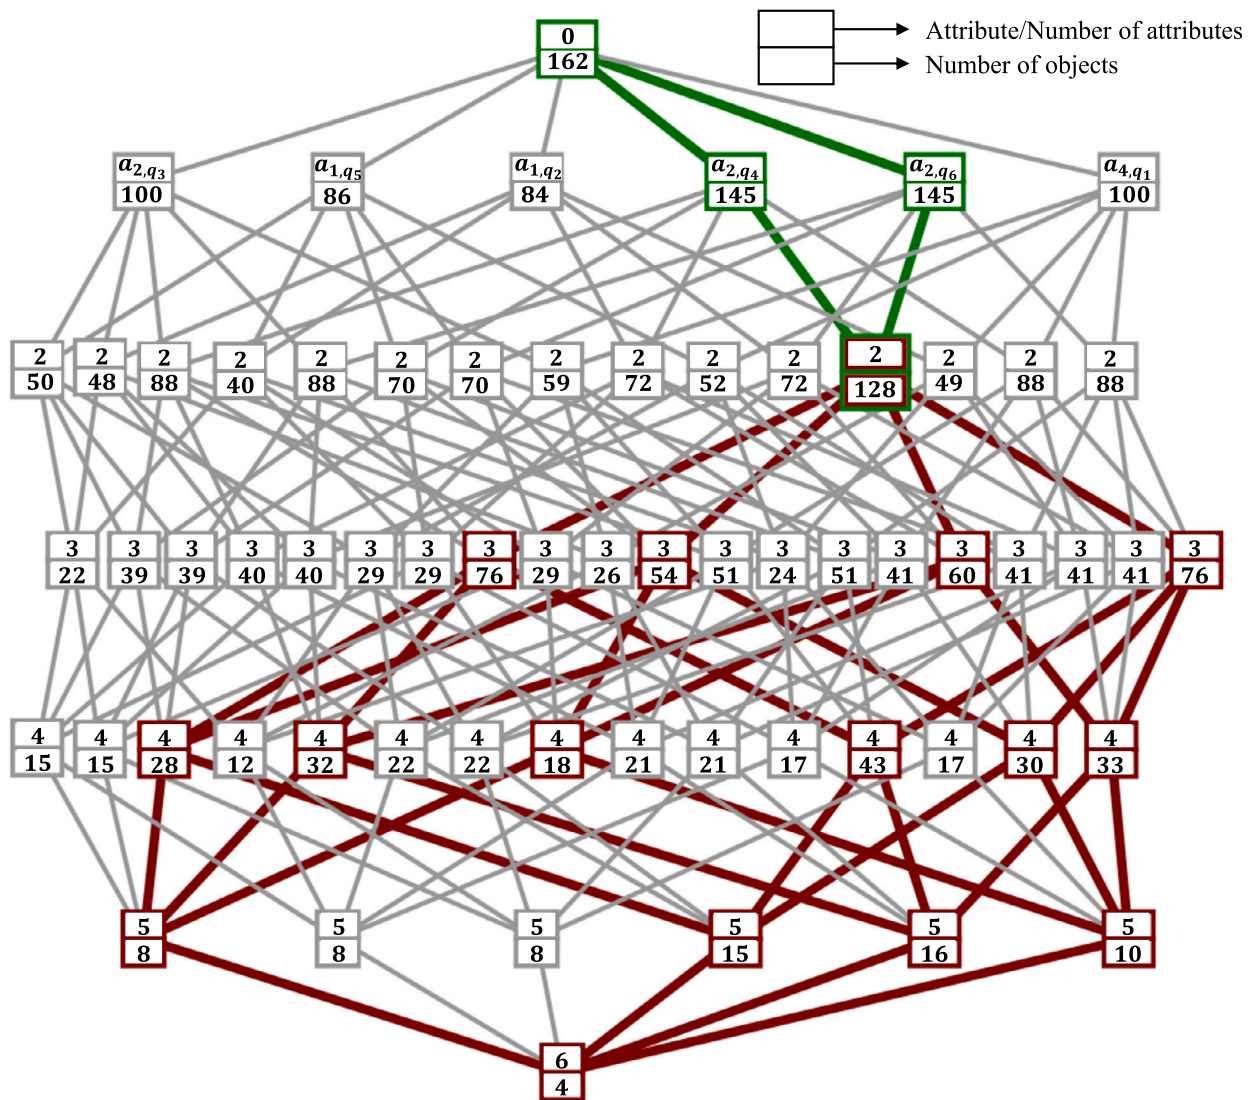 0
162
Attribute/Number of attributes
Number of objects
a2,q3 a1,q5 a1,q2 a2,q4 a2,q6 a4,q1
100 86 84 145 145 100
2 2 2 2 2 2 2 2 2 2 2 2 2 2 2
50 48 88 40 88 70 70 59 72 52 72 128 49 88 88
3 3 3 3 3 3 3 3 3 3 3 3 3 3 3 3 3 3 3 3
22 39 39 40 40 29 29 76 29 26 54 51 24 51 41 60 41 41 41 76
4 4 4 4 4 4 4 4 4 4 4 4 4 4 4
15 15 28 12 32 22 22 18 21 21 17 43 17 30 33
5 5 5 5 5 5
8 8 8 15 16 10
6
4